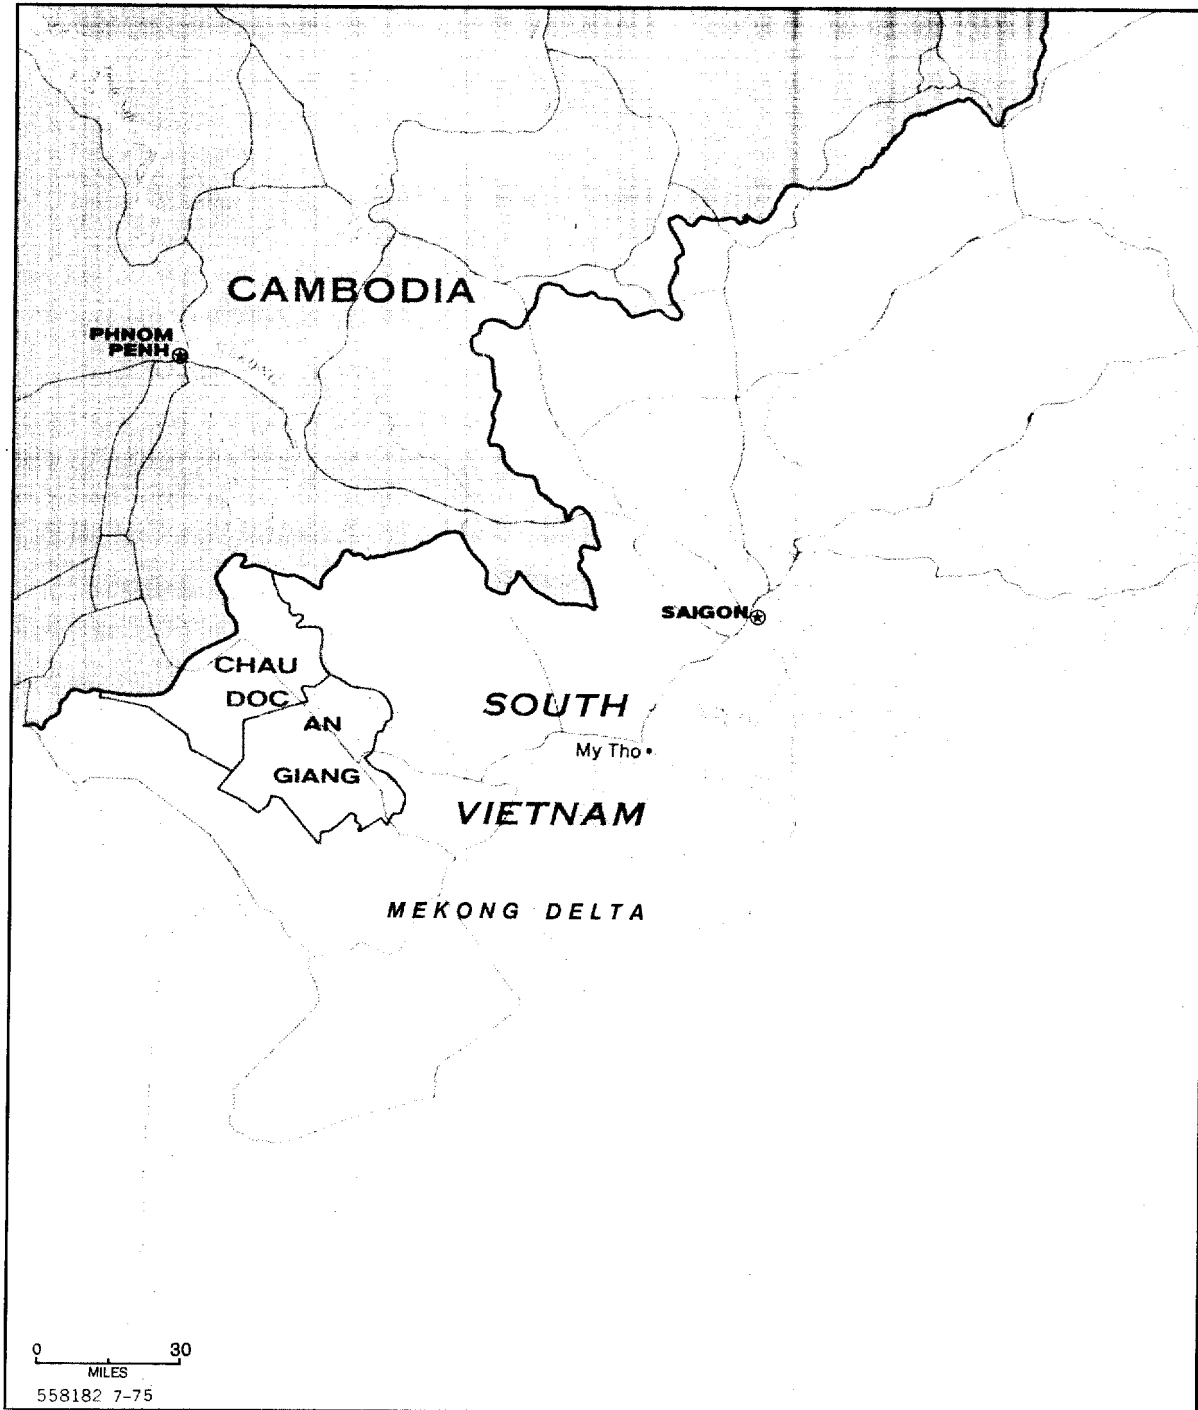 CAMBODIA
PHNOM
PENH
SAIGON
CHAU
DOC
SOUTH
AN
My Tho
GIANG
VIETNAM
MEKONG DELTA
0 30
MILES
558182 7-75